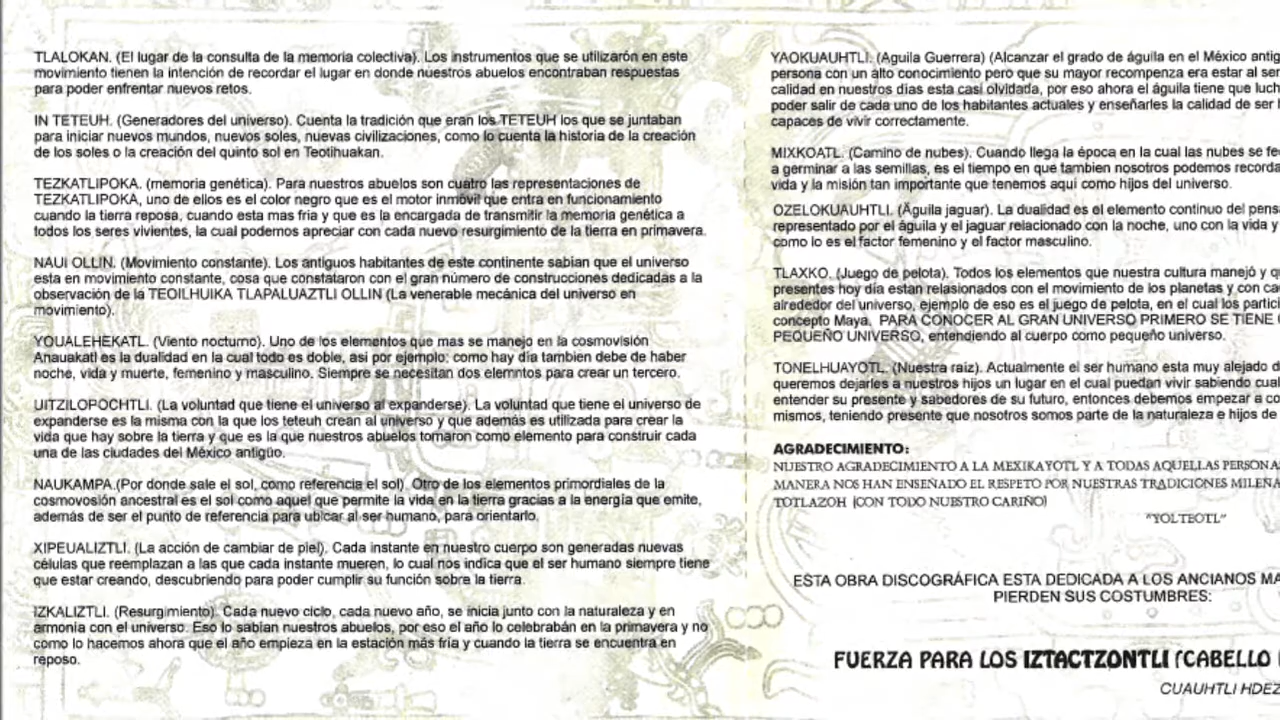 TLALOKAN. (El lugar de la consulta de la memoria colectiva). Los instrumentos que se utilizarón en este
movimiento tienen la intención de recordar el lugar en donde nuestros abuelos encontraban respuestas
para poder enfrentar nuevos retos.
IN TETEUH. (Generadores del universo). Cuenta la tradición que eran los TETEUH los que se juntaban
para iniciar nuevos mundos, nuevos soles, nuevas civilizaciones, como lo cuenta la historia de la creación
de los soles o la creación del quinto sol en Teotihuakan.
TEZKATLIPOKA. (memoria genética). Para nuestros abuelos son cuatro las representaciones de
TEZKATLIPOKA, uno de ellos es el color negro que es el motor inmóvil que entra en funcionamiento
cuando la tierra reposa, cuando esta mas fria y que es la encargada de transmitir la memoria genética a
todos los seres vivientes, la cual podemos apreciar con cada nuevo resurgimiento de la tierra en primavera.
NAUI OLLIN. (Movimiento constante). Los antiguos habitantes de este continente sabian que el universo
esta en movimiento constante, cosa que constataron con el gran número de construcciones dedicadas a la
observación de la TEOILHUIKA TLAPALUAZTLI OLLIN (La venerable mecánica del universo en
movimiento).
YOUALEHEKATL. (Viento nocturno). Uno de los elementos que mas se manejo en la cosmovisión
Anauakatl es la dualidad en la cual todo es doble, asi por ejemplo: como hay día tambien debe de haber
noche, vida y muerte, femenino y masculino. Siempre se necesitan dos elemntos para crear un tercero.
UITZILOPOCHTLI. (La voluntad que tiene el universo al expanderse). La voluntad que tiene el universo de
expanderse es la misma con la que los teteuh crean al universo y que además es utilizada para crear la
vida que hay sobre la tierra y que es la que nuestros abuelos tomaron como elemento para construir cada
una de las ciudades del México antigüo.
NAUKAMPA.(Por donde sale el sol, como referencia el sol). Otro de los elementos primordiales de la
cosmovosión ancestral es el sol como aquel que permite la vida en la tierra gracias a la energía que emite,
además de ser el punto de referencia para ubicar al ser humano, para orientarlo.
XIPEUALIZTLI. (La acción de cambiar de piel). Cada instante en nuestro cuerpo son generadas nuevas
células que reemplazan a las que cada instante mueren, lo cual nos indica que el ser humano siempre tiene
que estar creando, descubriendo para poder cumplir su función sobre la tierra.
IZKALIZTLI. (Resurgimiento). Cada nuevo ciclo, cada nuevo año, se inicia junto con la naturaleza y en
armonia con el universo. Eso lo sabian nuestros abuelos, por eso el año lo celebrabán en la primavera y no
como lo hacemos ahora que el año empieza en la estación más fría y cuando la tierra se encuentra en
reposo.
YAOKUAUHTLI. (Aguila Guerrera) (Alcanzar el grado de águila en el México antig
persona con un alto conocimiento pero que su mayor recompenza era estar al ser
calidad en nuestros dias esta casi olvidada, por eso ahora el águila tiene que luch
poder salir de cada uno de los habitantes actuales y enseñarles la calidad de ser
capaces de vivir correctamente.
MIXKOATL. (Camino de nubes). Cuando llega la época en la cual las nubes se fe
a germinar a las semillas, es el tiempo en que tambien nosotros podemos recorda
vida y la misión tan importante que tenemos aquí como hijos del universo.
OZELOKUAUHTLI. (Águila jaguar). La dualidad es el elemento continuo del pens
representado por el águila y el jaguar relacionado con la noche, uno con la vida y
como lo es el factor femenino y el factor masculino.
TLAXKO. (Juego de pelota). Todos los elementos que nuestra cultura manejó y q
presentes hoy día estan relasionados con el movimiento de los planetas y con ca
alrededor del universo, ejemplo de eso es el juego de pelota, en el cual los partici
concepto Maya. PARA CONOCER AL GRAN UNIVERSO PRIMERO SE TIENE
PEQUEÑO UNIVERSO, entendiendo al cuerpo como pequeño universo.
TONELHUAYOTL. (Nuestra raiz). Actualmente el ser humano esta muy alejado d
queremos dejarles a nuestros hijos un lugar en el cual puedan vivir sabiendo cual
entender su presente y sabedores de su futuro, entonces debemos empezar a co
mismos, teniendo presente que nosotros somos parte de la naturaleza e hijos de
AGRADECIMIENTO:
NUESTRO AGRADECIMIENTO A LA MEXIKAYOTL Y A TODAS AQUELLAS PERSONA
MANERA NOS HAN ENSEÑADO EL RESPETO POR NUESTRAS TRADICIONES MILENA
TOTLAZOH (CON TODO NUESTRO CARIÑO)
"YOLTEOTL"
ESTA OBRA DISCOGRÁFICA ESTA DEDICADA A LOS ANCIANOS MA
PIERDEN SUS COSTUMBRES:
FUERZA PARA LOS IZTACTZONTLI (CABELLO
CUAUHTLI HDEZ